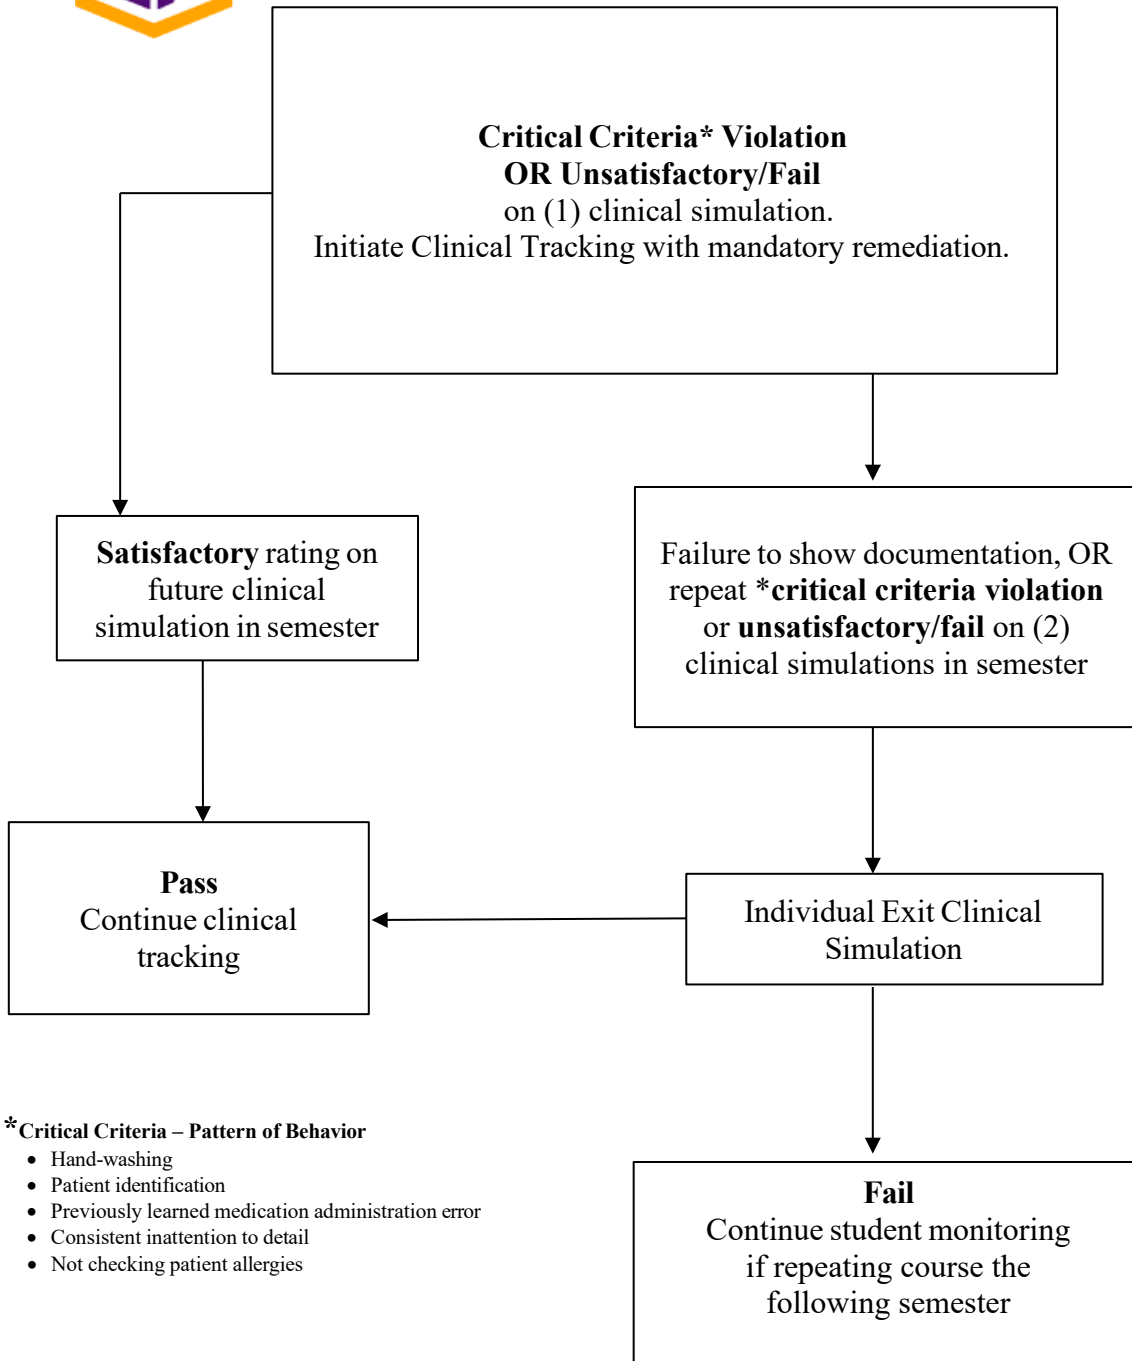 Critical Criteria* Violation
OR Unsatisfactory/Fail
on (1) clinical simulation.
Initiate Clinical Tracking with mandatory remediation.
Satisfactory rating on
future clinical
simulation in semester
Failure to show documentation, OR
repeat *critical criteria violation
or unsatisfactory/fail on (2)
clinical simulations in semester
Pass
Continue clinical
tracking
Individual Exit Clinical
Simulation
*Critical Criteria – Pattern of Behavior
• Hand-washing
• Patient identification
• Previously learned medication administration error
• Consistent inattention to detail
• Not checking patient allergies
Fail
Continue student monitoring
if repeating course the
following semester